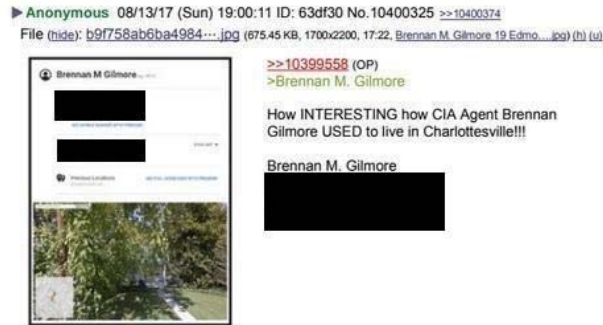 ▶ Anonymous 08/13/17 (Sun) 19:00:11 ID: 63df30 No.10400325 >>10400374
File (hide): b9f758ab6ba4984···.jpg (675.45 KB, 1700x2200, 17:22, Brennan M. Gilmore 19 Edmo….jpg) (h) (u)
Brennan M Gilmore
Previous Locations
>>10399558 (OP)
>Brennan M. Gilmore
How INTERESTING how CIA Agent Brennan
Gilmore USED to live in Charlottesville!!!
Brennan M. Gilmore